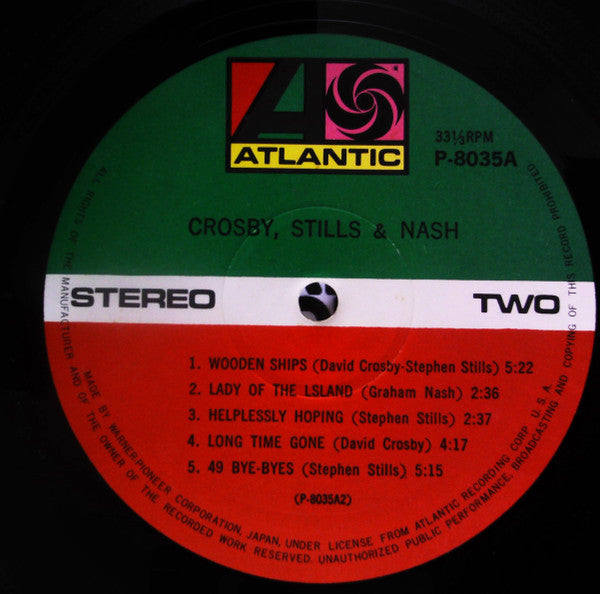 ATLANTIC
33⅓RPM
P-8035A
CROSBY, STILLS & NASH
STEREO
TWO
1. WOODEN SHIPS (David Crosby-Stephen Stills) 5:22
2. LADY OF THE LSLAND (Graham Nash) 2:36
3. HELPLESSLY HOPING (Stephen Stills) 2:37
4. LONG TIME GONE (David Crosby) 4:17
5. 49 BYE-BYES (Stephen Stills) 5:15
(P-8035A2)
MADE BY WARNER-PIONEER CORPORATION, JAPAN, UNDER LICENSE FROM ATLANTIC RECORDING CORP. U.S.A.
ALL RIGHTS OF THE MANUFACTURER AND OF THE OWNER OF THE RECORDED WORK RESERVED. UNAUTHORIZED PUBLIC PERFORMANCE, BROADCASTING AND COPYING OF THIS RECORD PROHIBITED